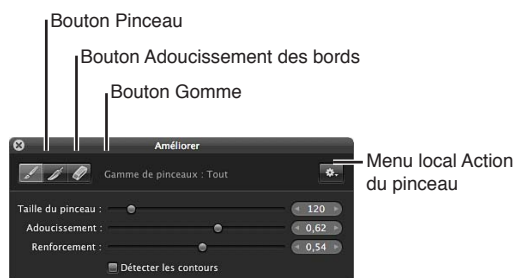 Bouton Pinceau
Bouton Adoucissement des bords
Bouton Gomme
Améliorer
Gamme de pinceaux : Tout
Menu local Action
du pinceau
Taille du pinceau : 120
Adoucissement : 0,62
Renforcement : 0,54
Détecter les contours